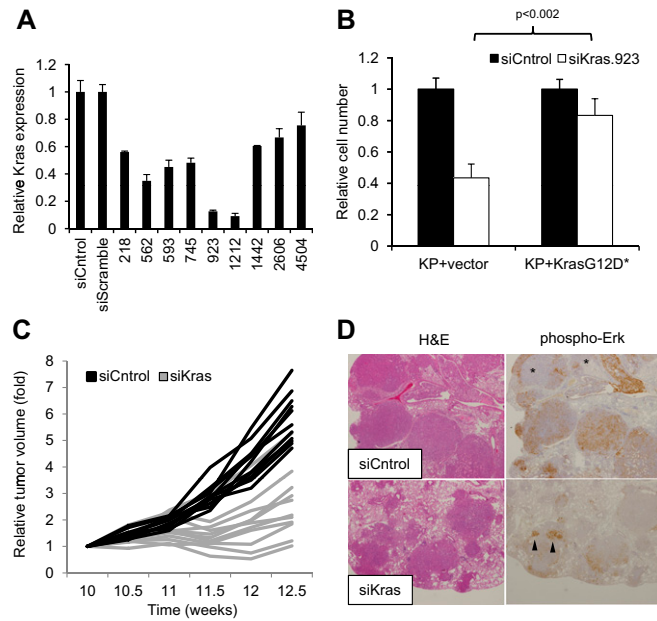 A
Relative Kras expression
1.2
1
0.8
0.6
0.4
0.2
0
siCntrol
siScramble
218
562
593
745
923
1212
1442
2606
4504
B
p<0.002
siCntrol siKras.923
Relative cell number
1.2
1
0.8
0.6
0.4
0.2
0
KP+vector KP+KrasG12D*
C
siCntrol siKras
Relative tumor volume (fold)
8
7
6
5
4
3
2
1
0
10 10.5 11 11.5 12 12.5
Time (weeks)
D
H&E phospho-Erk
* *
siCntrol
siKras